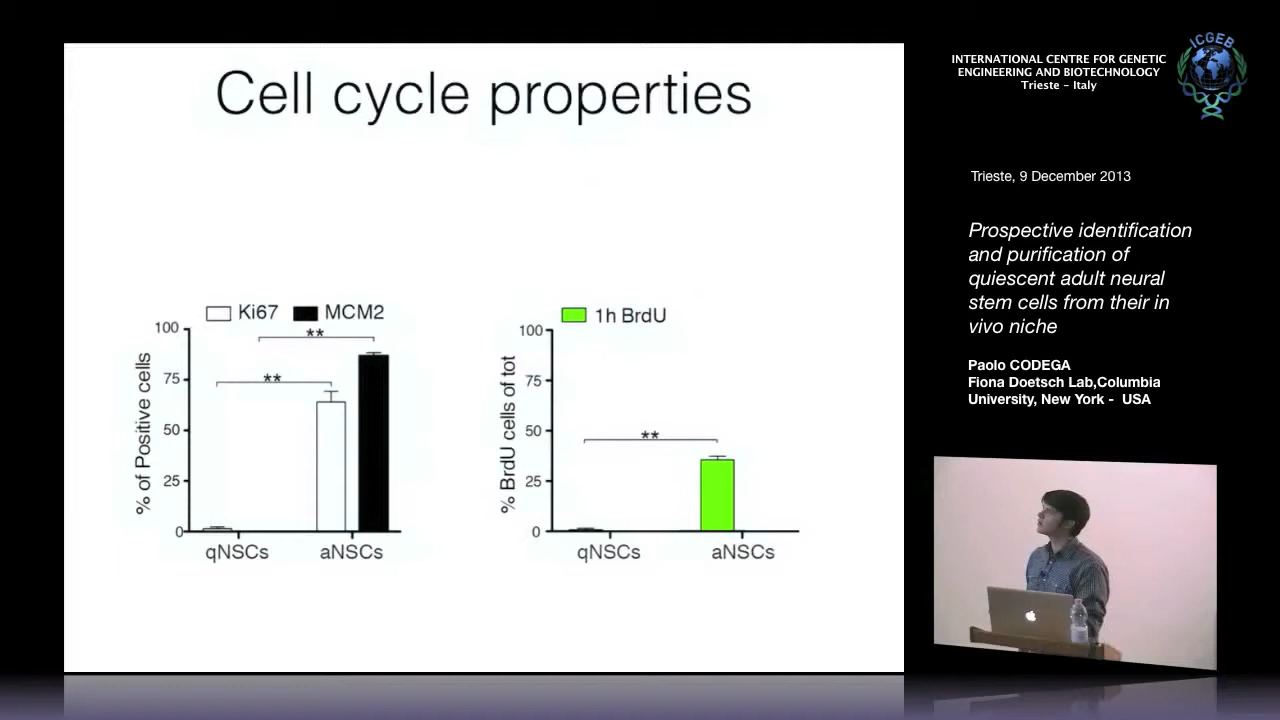 Cell cycle properties
Ki67 MCM2
% of Positive cells
100
75
50
25
0
**
**
qNSCs aNSCs
1h BrdU
% BrdU cells of tot
100
75
50
25
0
**
qNSCs aNSCs
INTERNATIONAL CENTRE FOR GENETIC
ENGINEERING AND BIOTECHNOLOGY
Trieste - Italy
ICGEB
Trieste, 9 December 2013
Prospective identification
and purification of
quiescent adult neural
stem cells from their in
vivo niche
Paolo CODEGA
Fiona Doetsch Lab,Columbia
University, New York - USA